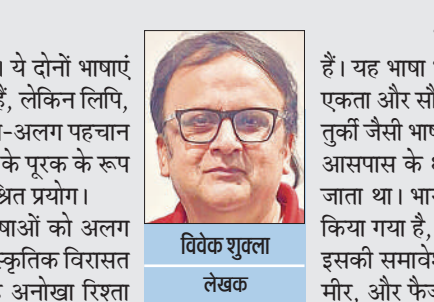 । ये दोनों भाषाएं
हैं, लेकिन लिपि,
-अलग पहचान
के पूरक के रूप
श्रित प्रयोग।
षाओं को अलग
स्कृतिक विरासत
अनोखा रिश्ता
विवेक शुक्ला
लेखक
हैं। यह भाषा
एकता और सौ
तुर्की जैसी भाष
आसपास के
जाता था। भार
किया गया है,
इसकी समावेश
मीर, और फैज